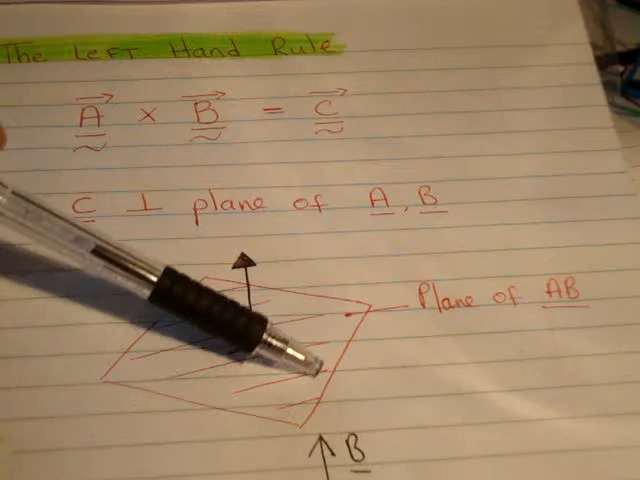 The Left Hand Rule
A × B = C
C ⊥ plane of A, B
Plane of AB
B